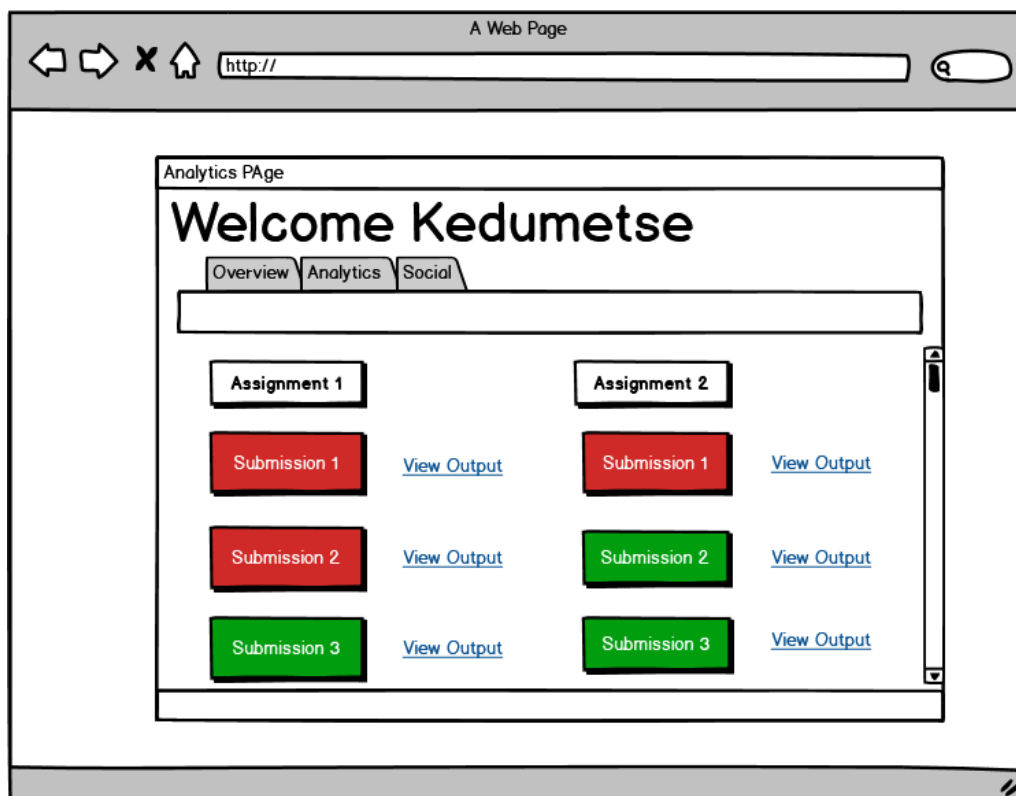 A Web Page
http://
Analytics PAge
Welcome Kedumetse
Overview Analytics Social
Assignment 1 Assignment 2
Submission 1 View Output Submission 1 View Output
Submission 2 View Output Submission 2 View Output
Submission 3 View Output Submission 3 View Output